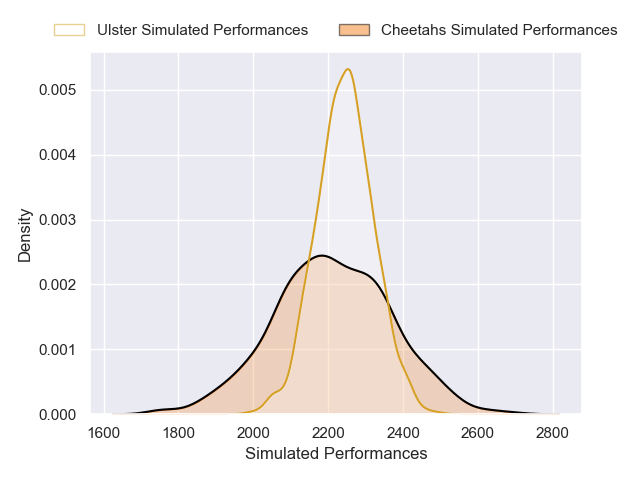 Ulster Simulated Performances Cheetahs Simulated Performances
0.005
0.004
0.003
0.002
0.001
0.000
Density
1600 1800 2000 2200 2400 2600 2800
Simulated Performances